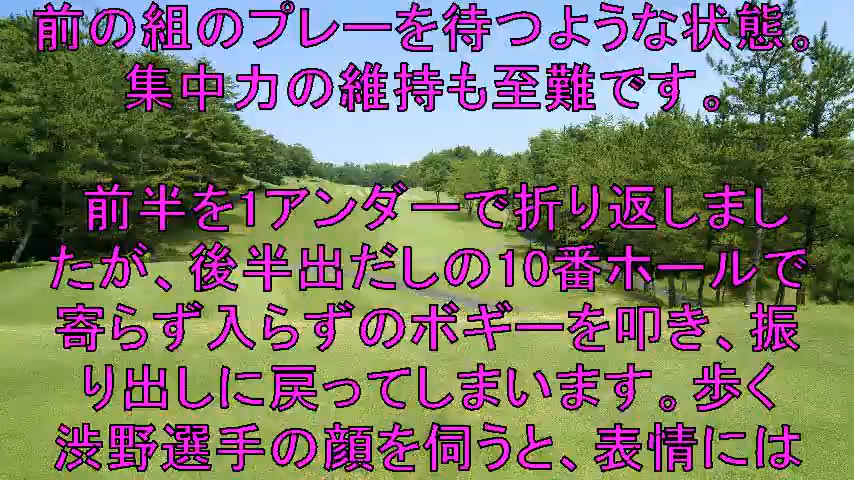 前の組のプレーを待つような状態。
集中力の維持も至難です。
前半を1アンダーで折り返しまし
たが、後半出だしの10番ホールで
寄らず入らずのボギーを叩き、振
り出しに戻ってしまいます。歩く
渋野選手の顔を伺うと、表情には